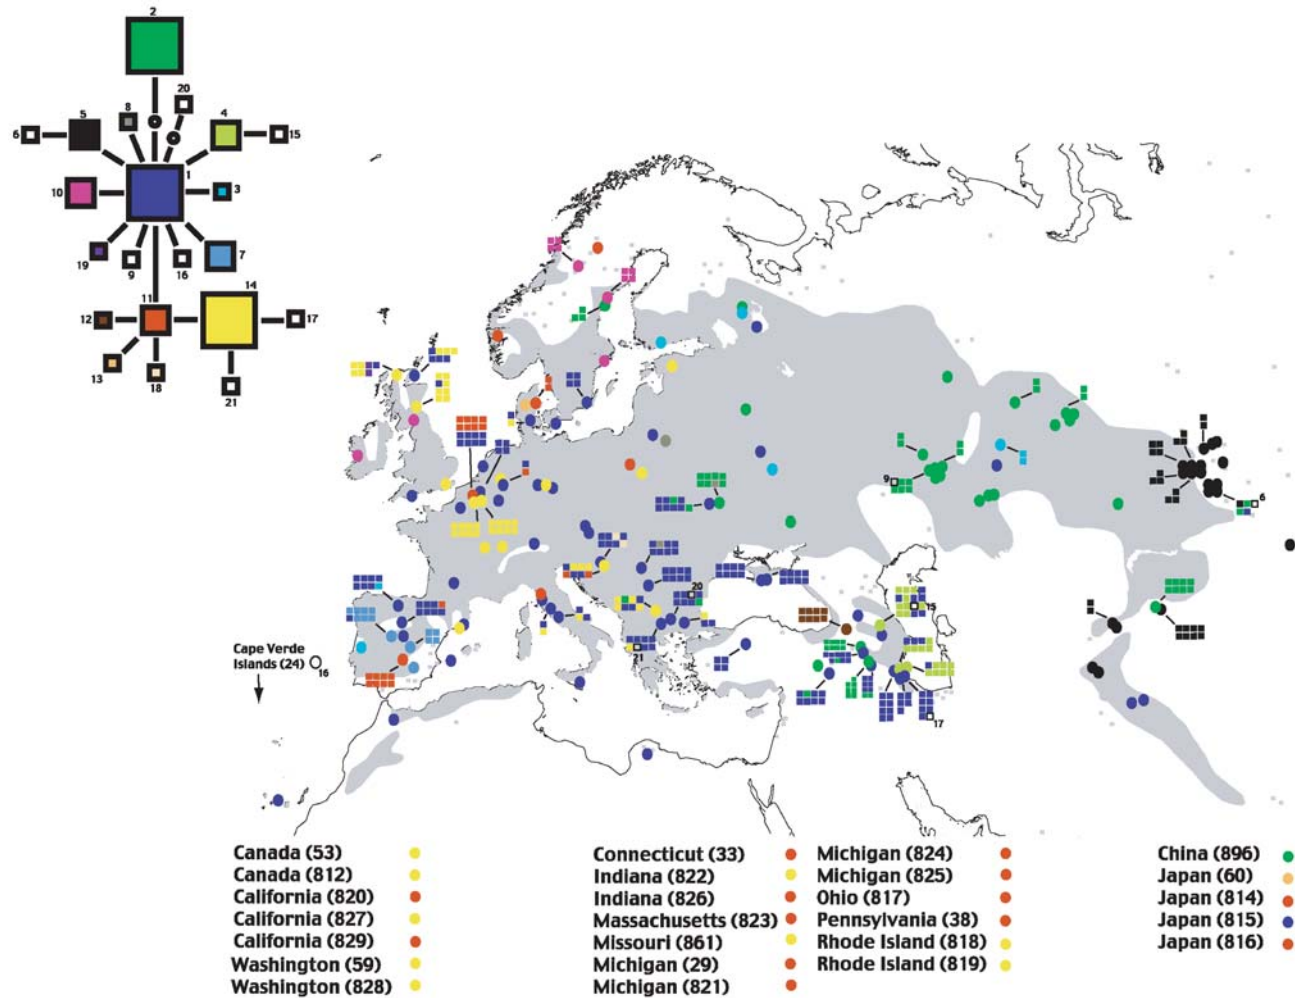 2
20
8
5
4
6
15
1
10
3
7
19
9
16
11
14
12
17
13
18
21
9
6
20
15
21
17
Cape Verde
Islands (24)
16
Canada (53)
Canada (812)
California (820)
California (827)
California (829)
Washington (59)
Washington (828)
Connecticut (33)
Indiana (822)
Indiana (826)
Massachusetts (823)
Missouri (861)
Michigan (29)
Michigan (821)
Michigan (824)
Michigan (825)
Ohio (817)
Pennsylvania (38)
Rhode Island (818)
Rhode Island (819)
China (896)
Japan (60)
Japan (814)
Japan (815)
Japan (816)